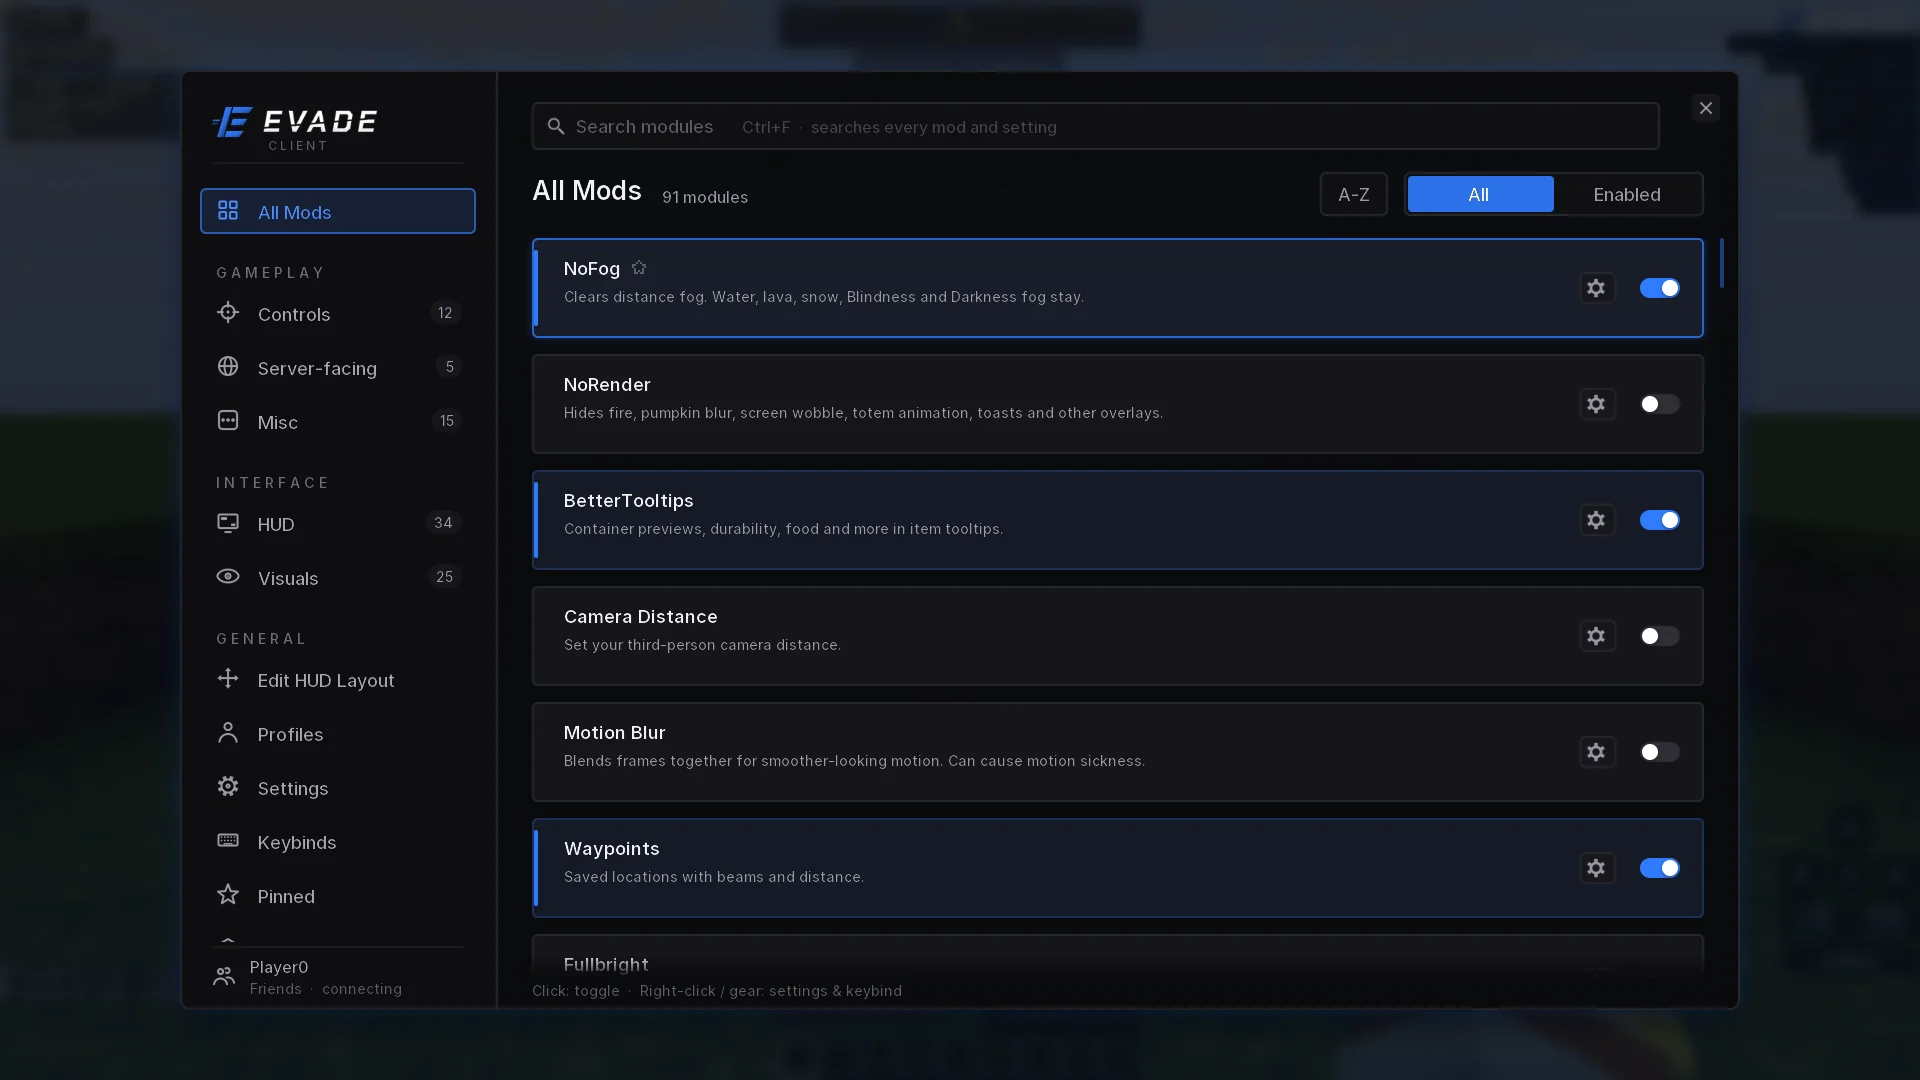 EVADE
CLIENT
Search modules Ctrl+F · searches every mod and setting
All Mods 91 modules
A-Z
All
Enabled
All Mods
GAMEPLAY
Controls 12
Server-facing 5
Misc 15
INTERFACE
HUD 34
Visuals 25
GENERAL
Edit HUD Layout
Profiles
Settings
Keybinds
Pinned
Player0
Friends · connecting
NoFog
Clears distance fog. Water, lava, snow, Blindness and Darkness fog stay.
NoRender
Hides fire, pumpkin blur, screen wobble, totem animation, toasts and other overlays.
BetterTooltips
Container previews, durability, food and more in item tooltips.
Camera Distance
Set your third-person camera distance.
Motion Blur
Blends frames together for smoother-looking motion. Can cause motion sickness.
Waypoints
Saved locations with beams and distance.
Fullbright
Click: toggle · Right-click / gear: settings & keybind